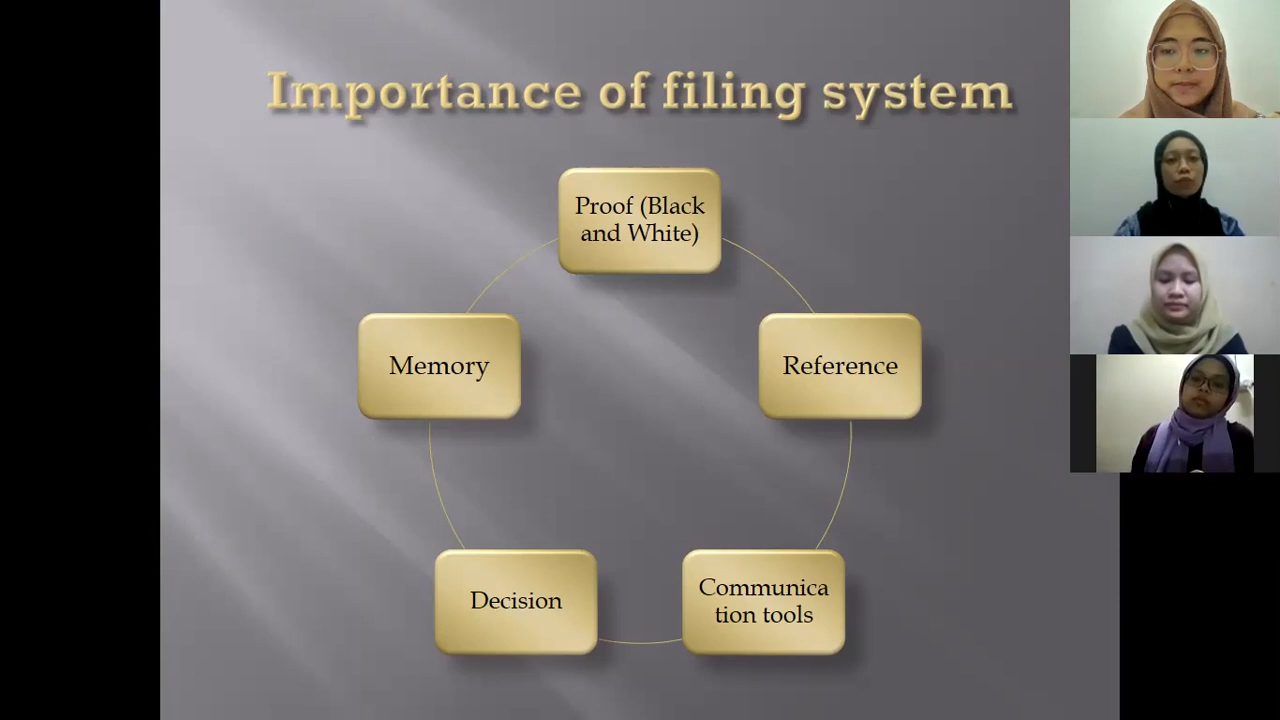 Importance of filing system
Proof (Black
and White)
Memory
Reference
Decision
Communica
tion tools